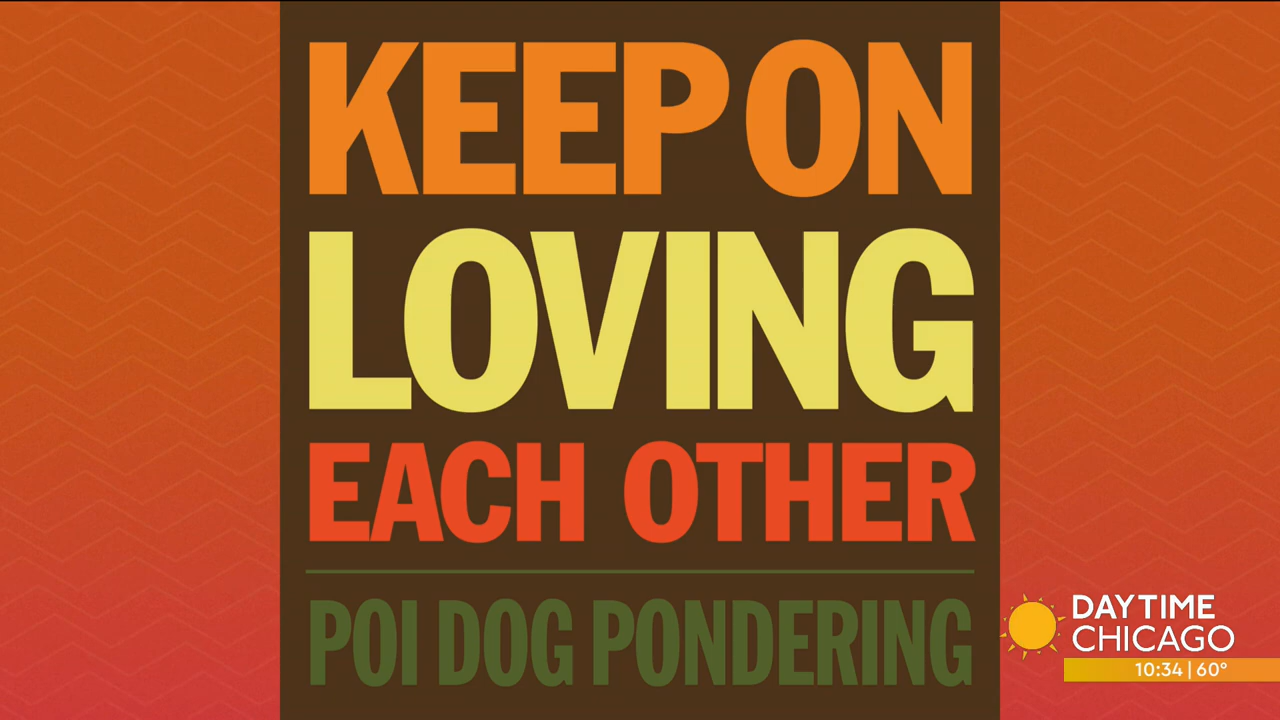 KEEP ON
LOVING
EACH OTHER
POI DOG PONDERING
DAYTIME
CHICAGO
10:34 | 60°